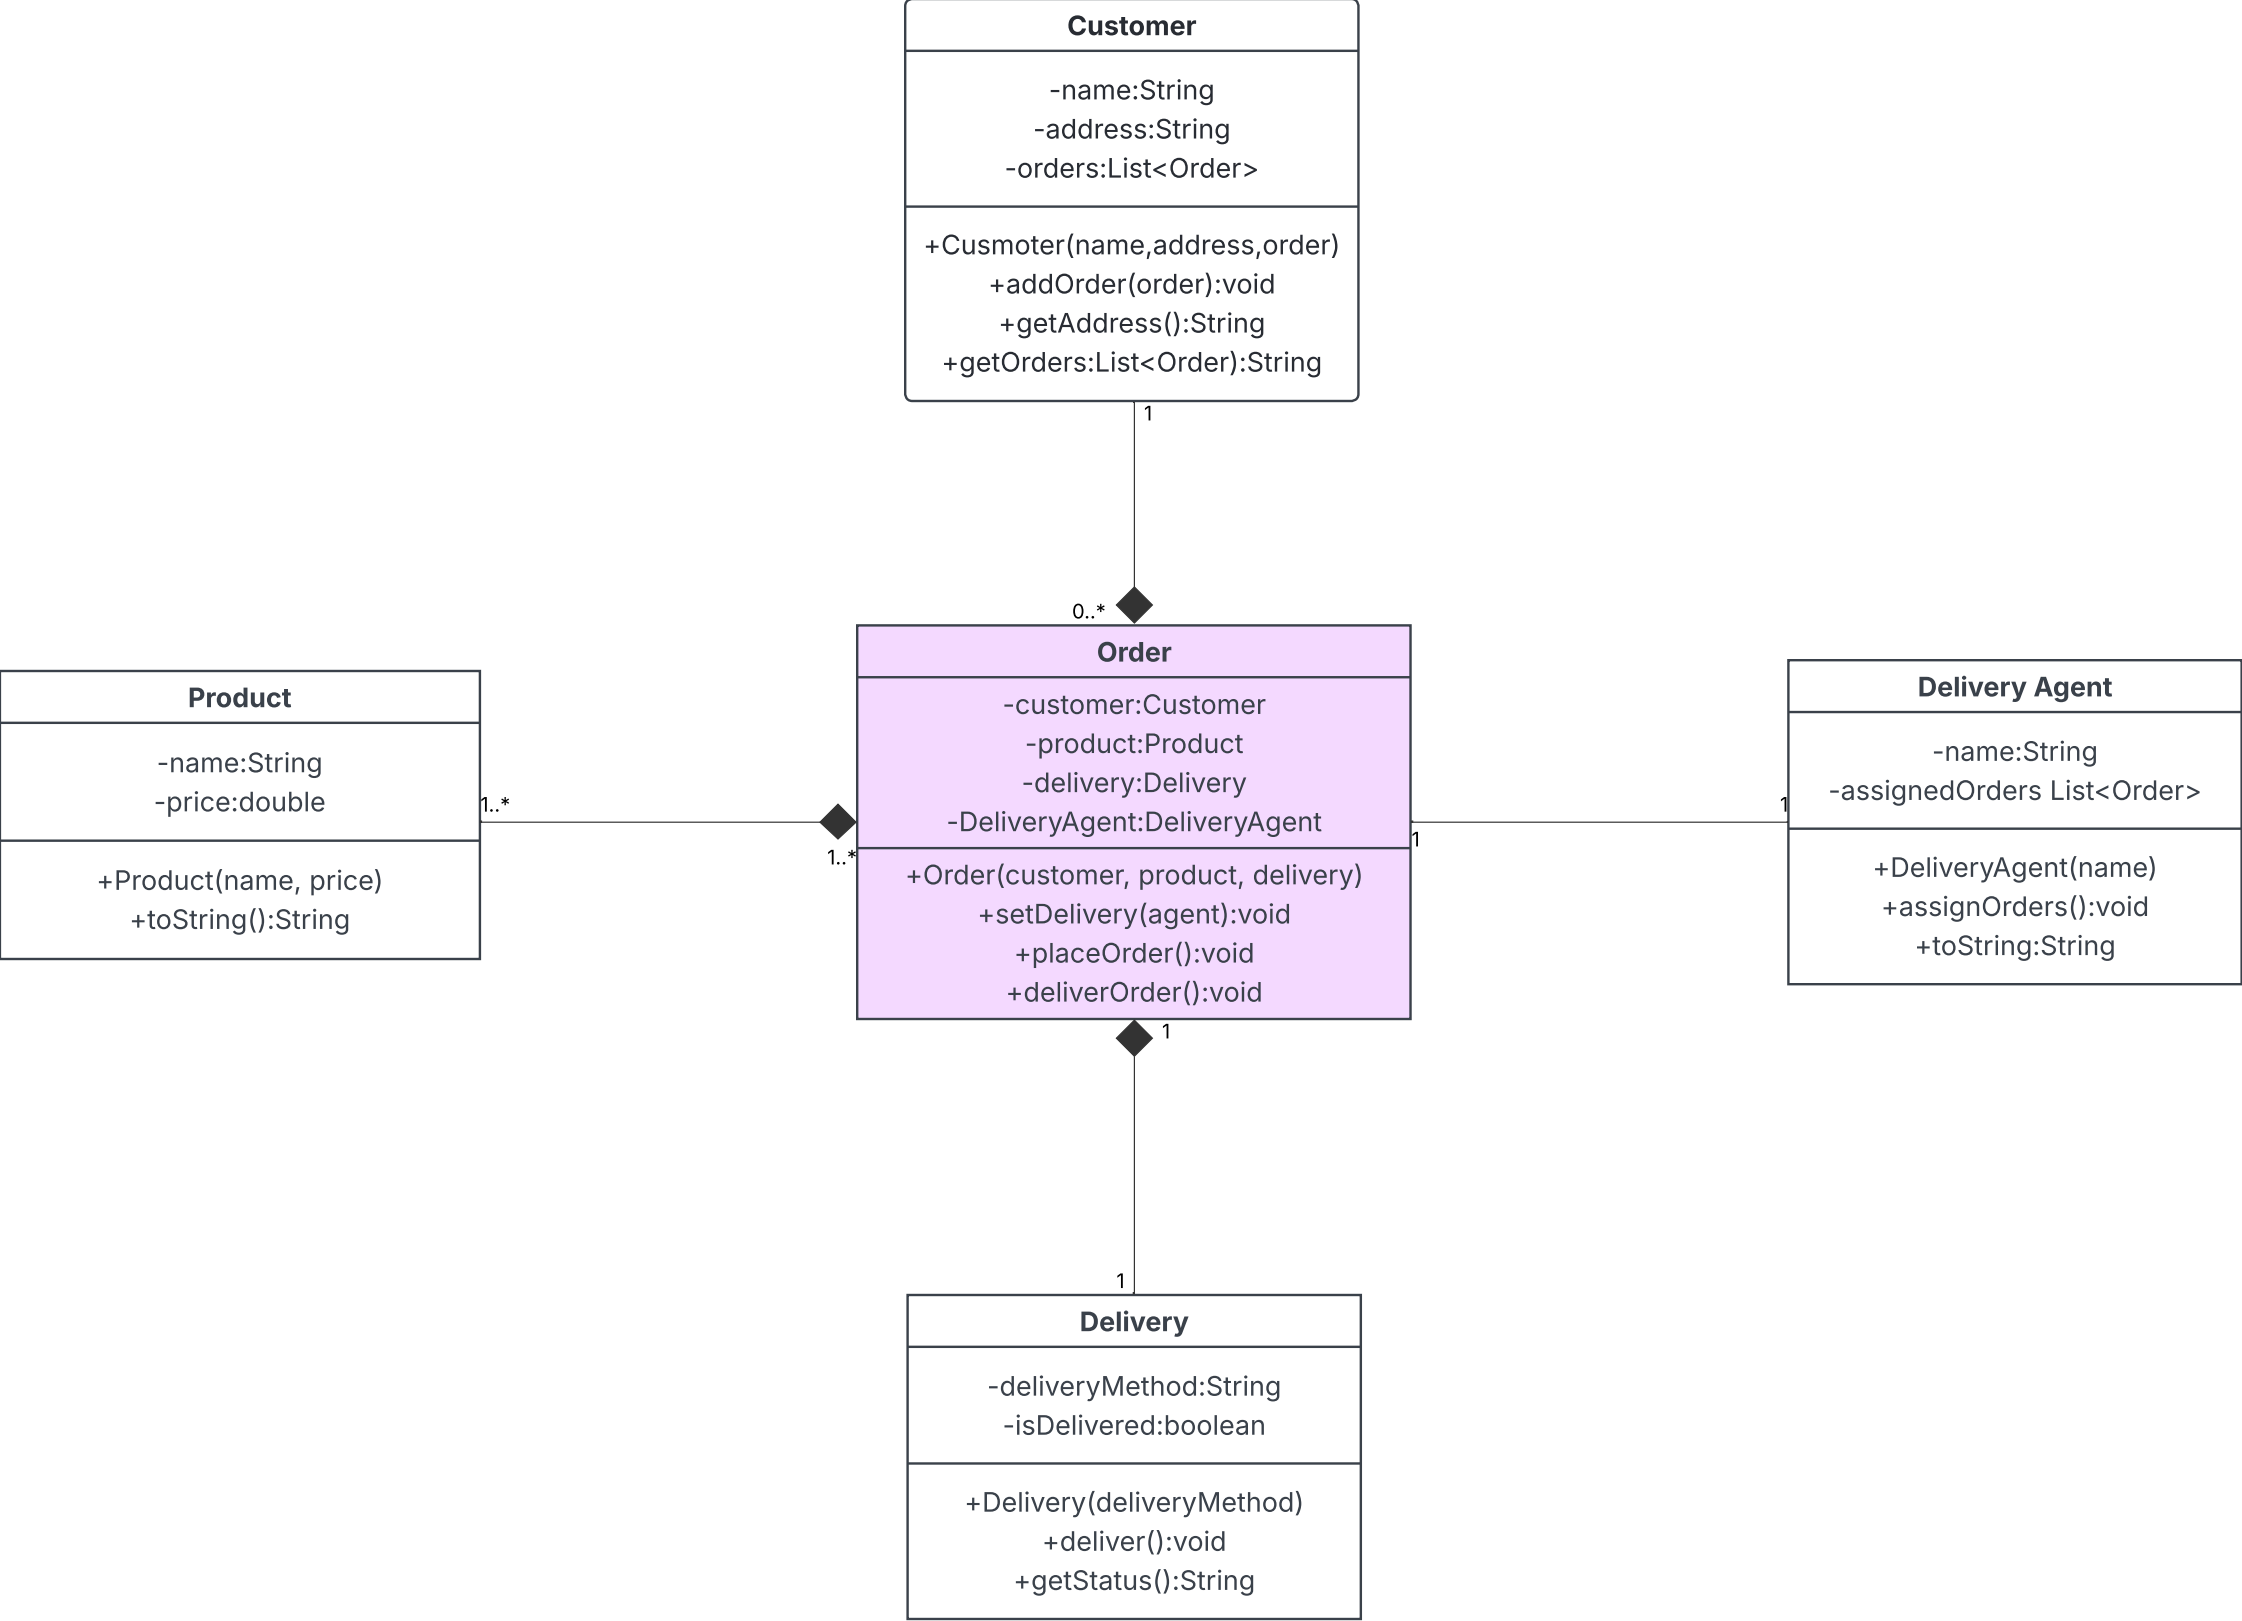 Customer
-name:String
-address:String
-orders:List<Order>
+Cusmoter(name,address,order)
+addOrder(order):void
+getAddress():String
+getOrders:List<Order):String
1
0..*
Product
-name:String
-price:double
+Product(name, price)
+toString():String
1..*
1..*
Order
-customer:Customer
-product:Product
-delivery:Delivery
-DeliveryAgent:DeliveryAgent
+Order(customer, product, delivery)
+setDelivery(agent):void
+placeOrder():void
+deliverOrder():void
1
1
Delivery Agent
-name:String
-assignedOrders List<Order>
+DeliveryAgent(name)
+assignOrders():void
+toString:String
1
1
Delivery
-deliveryMethod:String
-isDelivered:boolean
+Delivery(deliveryMethod)
+deliver():void
+getStatus():String